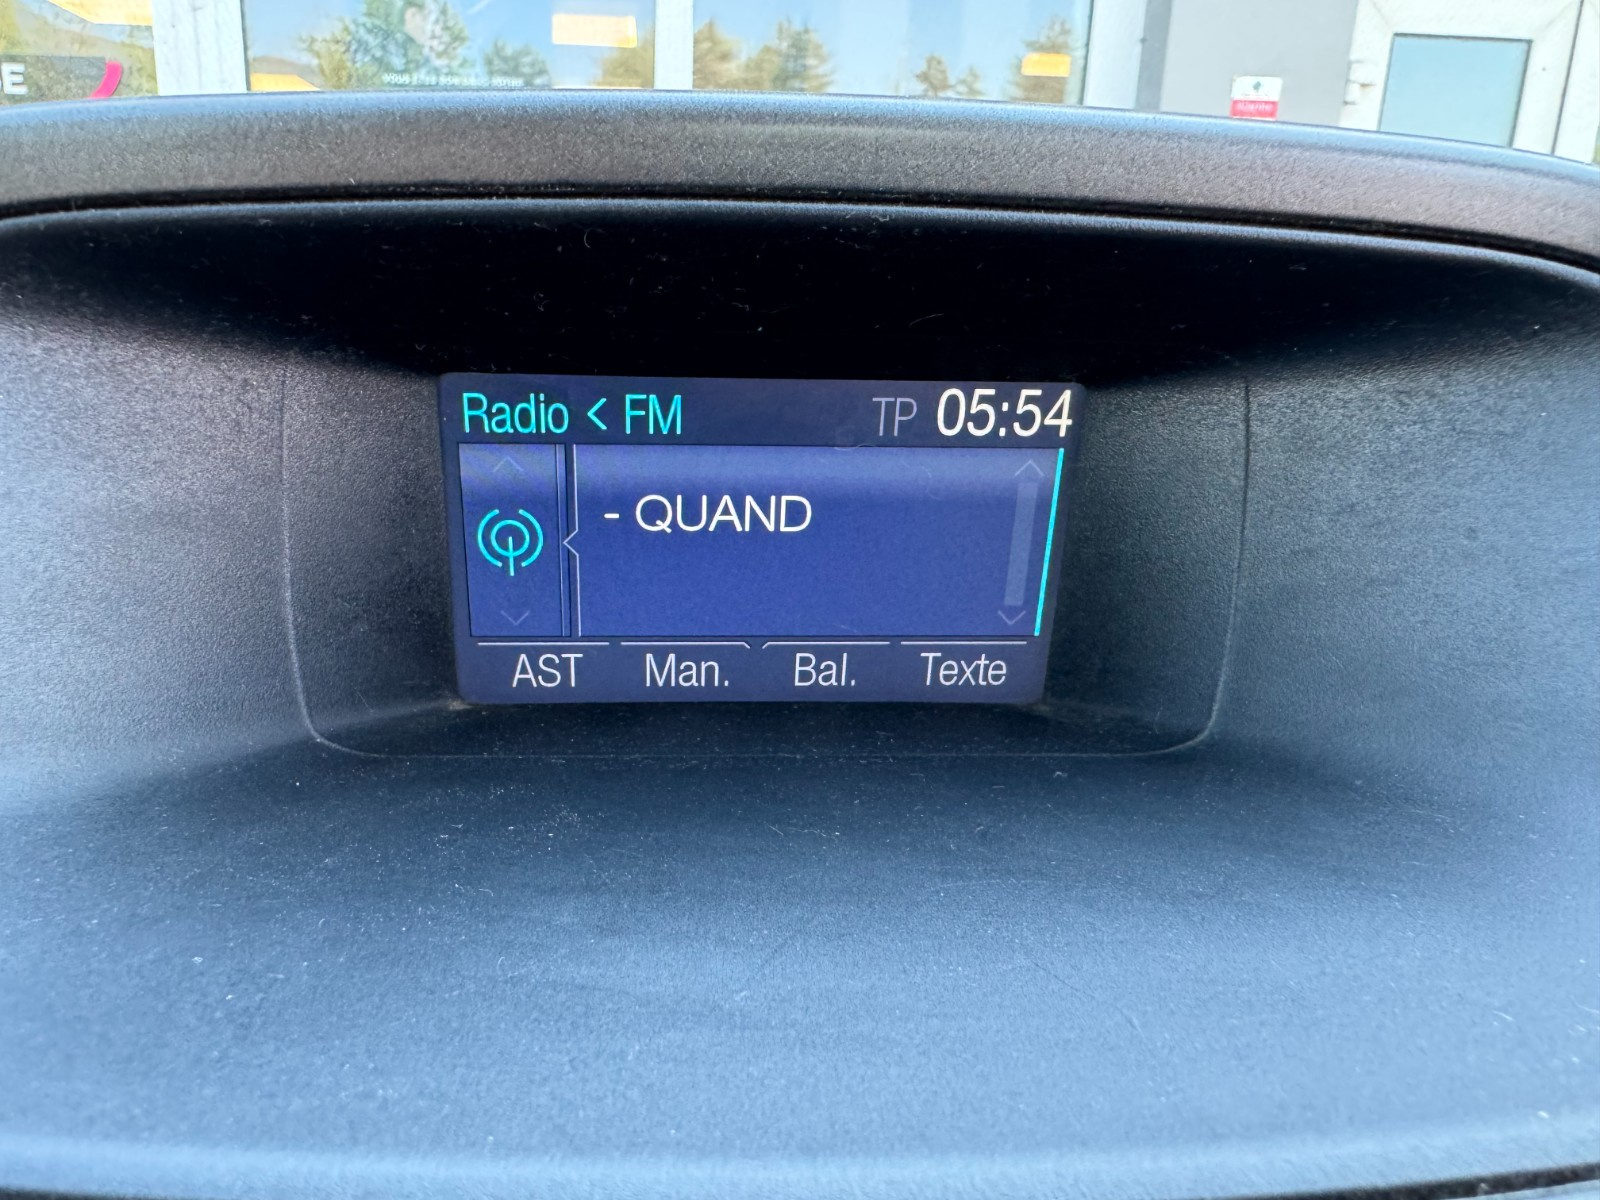 Radio < FM
TP 05:54
- QUAND
AST Man. Bal. Texte